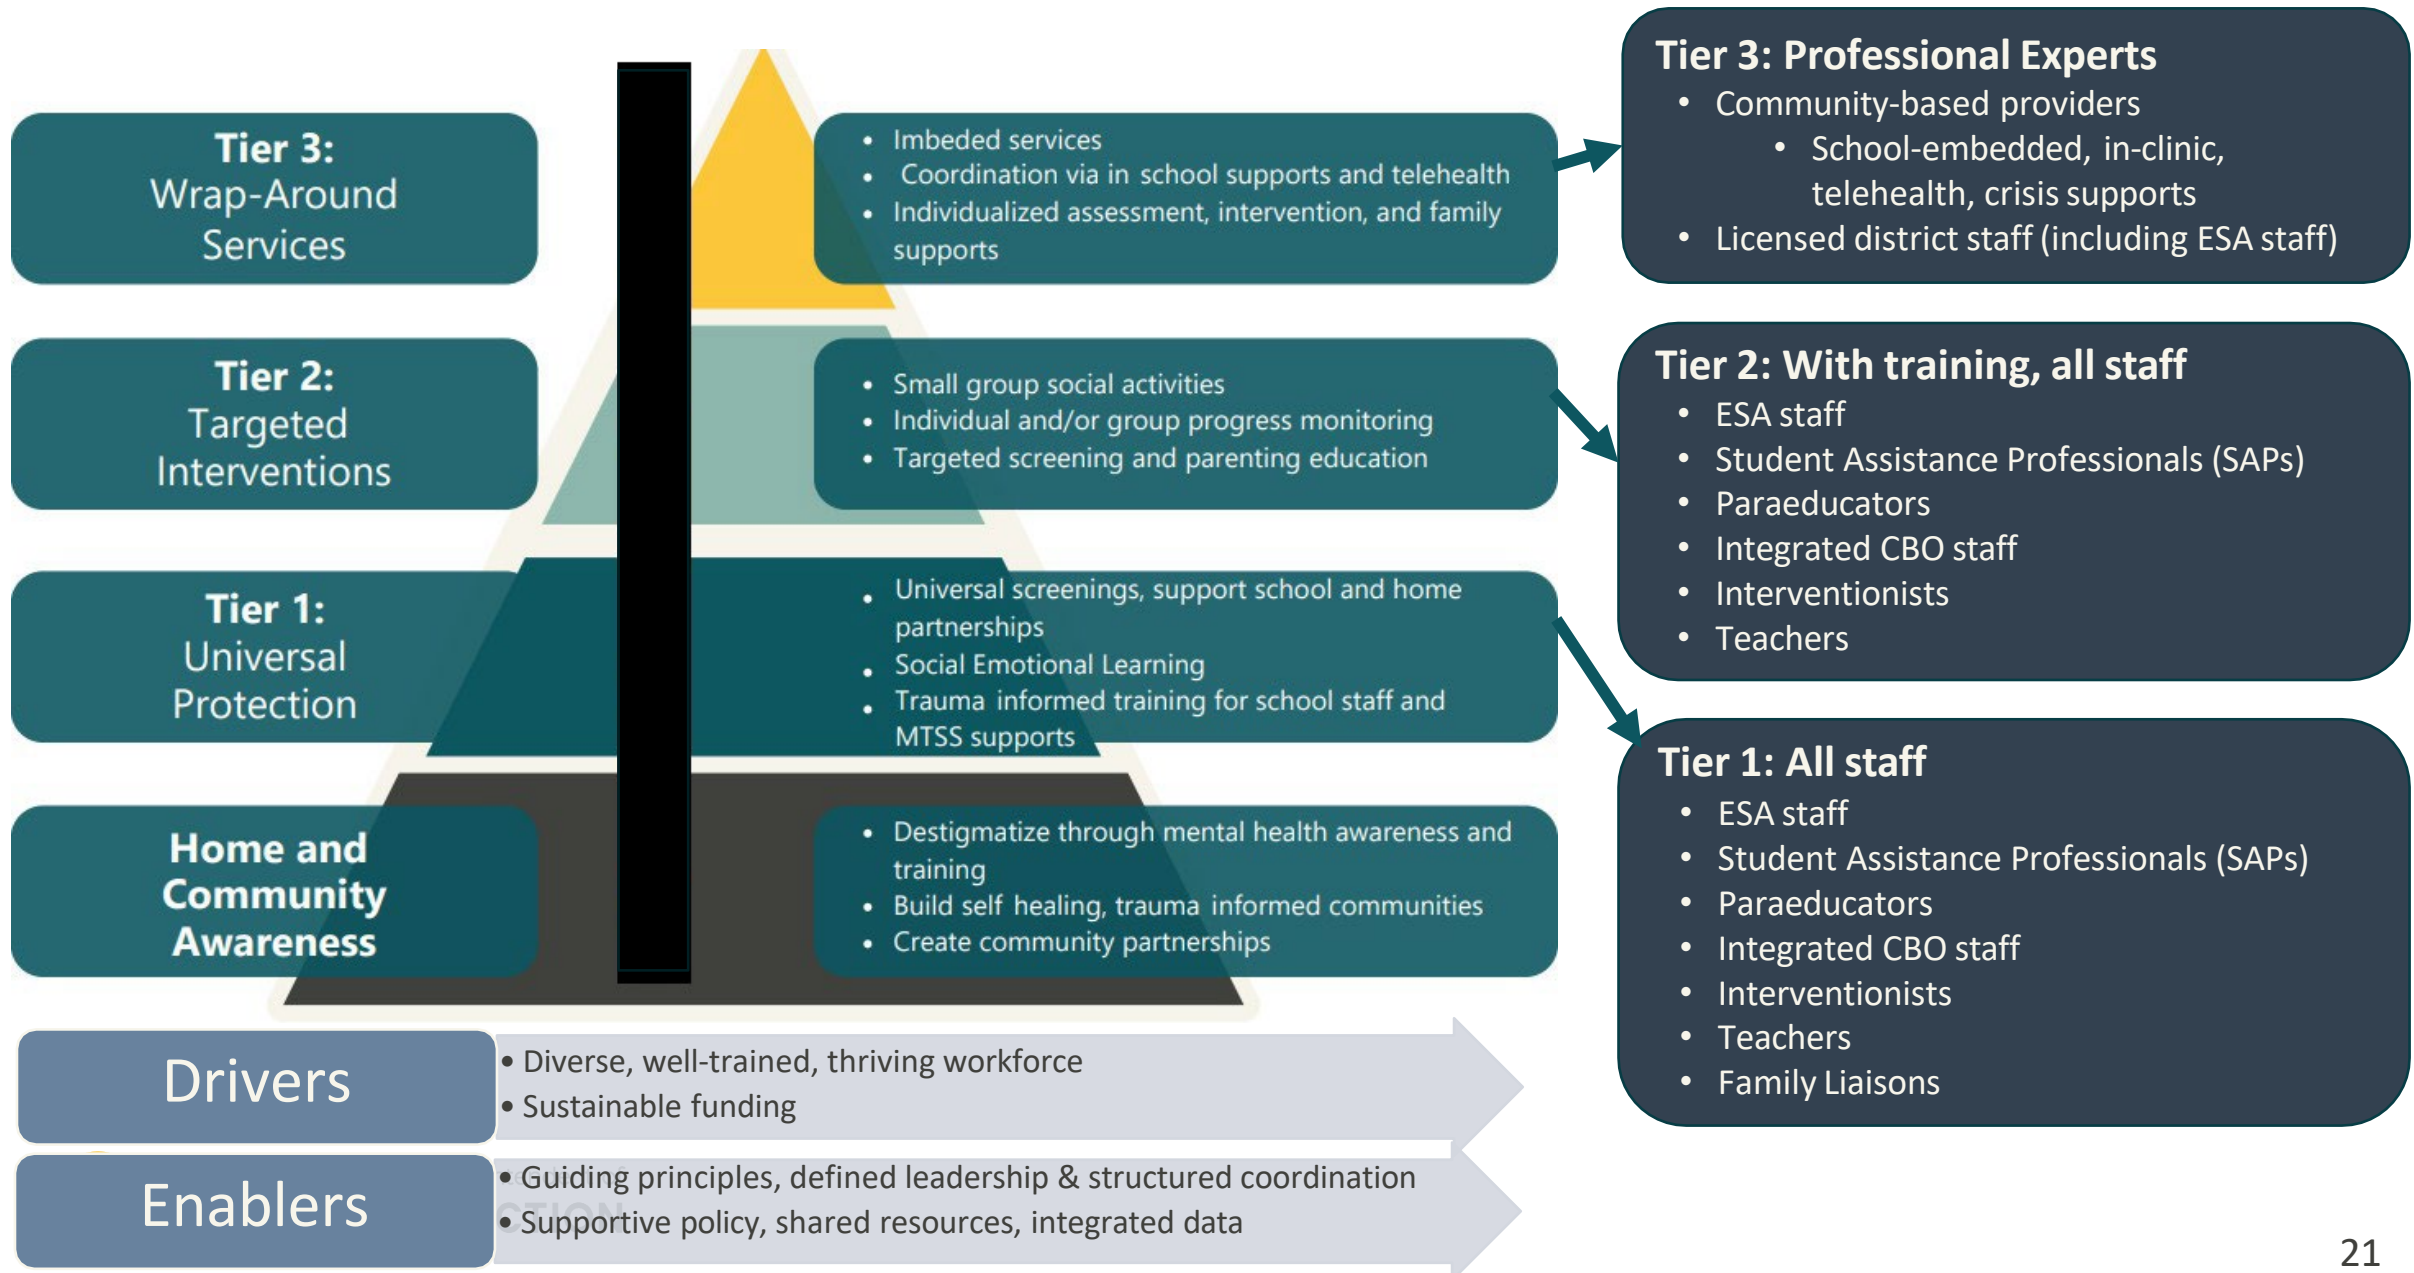 Tier 3:
Wrap-Around
Services
• Imbeded services
• Coordination via in school supports and telehealth
• Individualized assessment, intervention, and family
supports
Tier 3: Professional Experts
• Community-based providers
• School-embedded, in-clinic,
telehealth, crisis supports
• Licensed district staff (including ESA staff)
Tier 2:
Targeted
Interventions
• Small group social activities
• Individual and/or group progress monitoring
• Targeted screening and parenting education
Tier 2: With training, all staff
• ESA staff
• Student Assistance Professionals (SAPs)
• Paraeducators
• Integrated CBO staff
• Interventionists
• Teachers
Tier 1:
Universal
Protection
• Universal screenings, support school and home
partnerships
• Social Emotional Learning
• Trauma informed training for school staff and
MTSS supports
Tier 1: All staff
• ESA staff
• Student Assistance Professionals (SAPs)
• Paraeducators
• Integrated CBO staff
• Interventionists
• Teachers
• Family Liaisons
Home and
Community
Awareness
• Destigmatize through mental health awareness and
training
• Build self healing, trauma informed communities
• Create community partnerships
Drivers
• Diverse, well-trained, thriving workforce
• Sustainable funding
Enablers
• Guiding principles, defined leadership & structured coordination
• Supportive policy, shared resources, integrated data
21